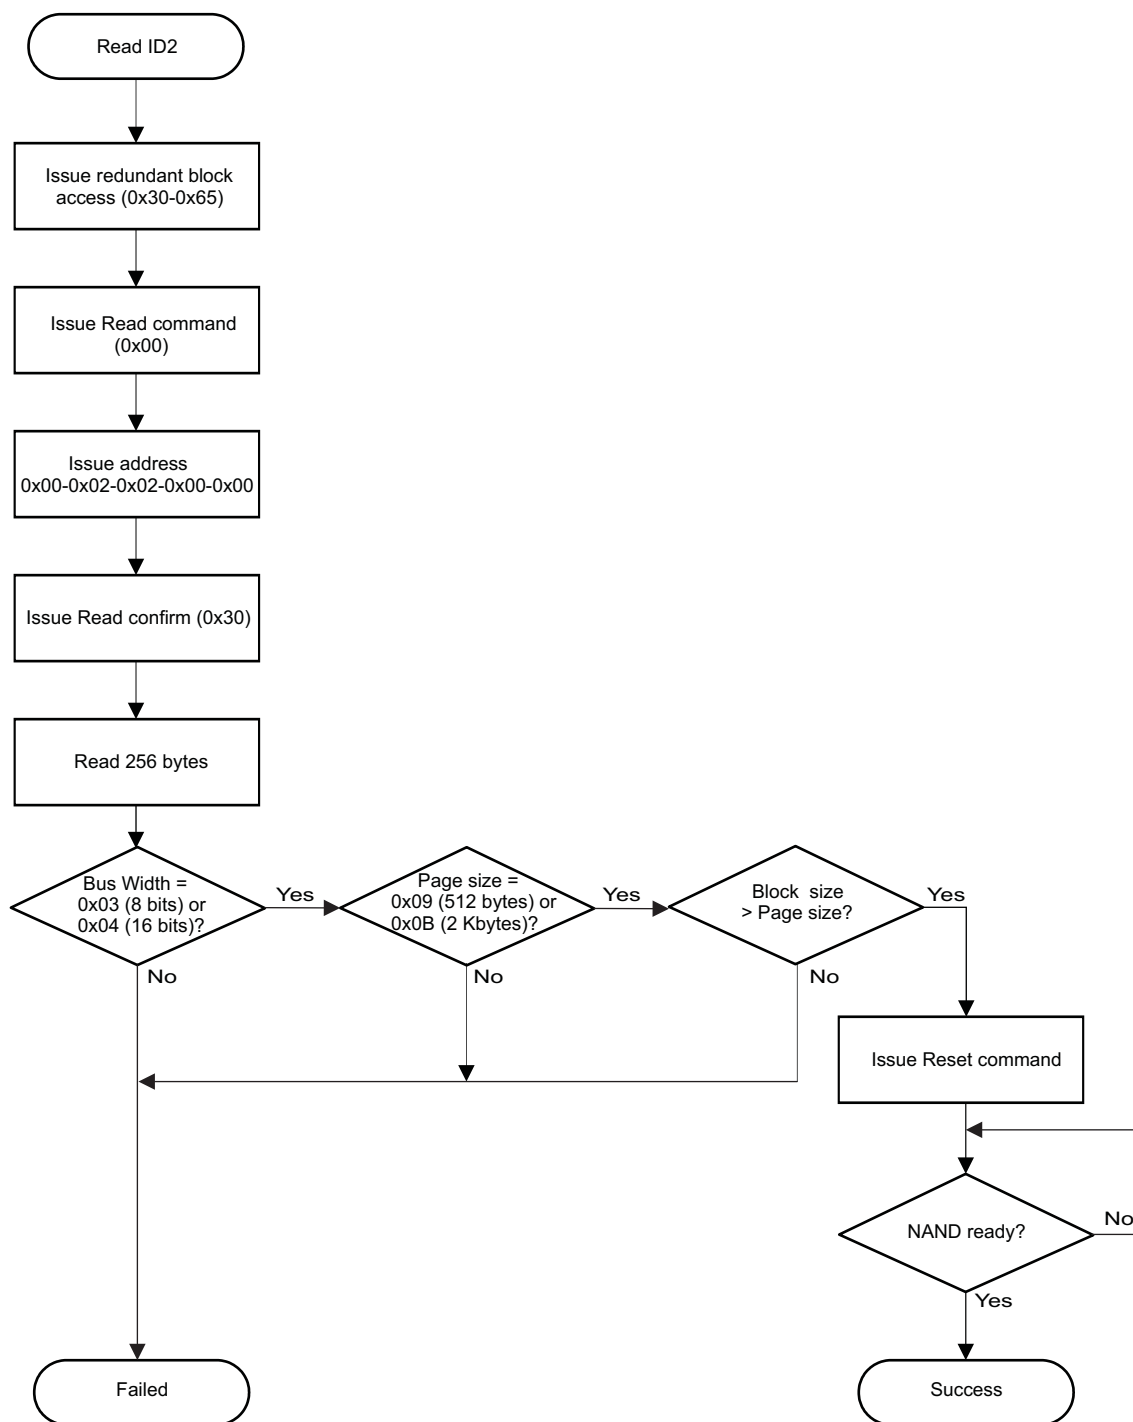 Read ID2
Issue redundant block
access (0x30-0x65)
Issue Read command
(0x00)
Issue address
0x00-0x02-0x02-0x00-0x00
Issue Read confirm (0x30)
Read 256 bytes
Bus Width =
0x03 (8 bits) or
0x04 (16 bits)?
Yes
No
Page size =
0x09 (512 bytes) or
0x0B (2 Kbytes)?
Yes
No
Block size
> Page size?
Yes
No
Issue Reset command
NAND ready?
No
Yes
Failed
Success